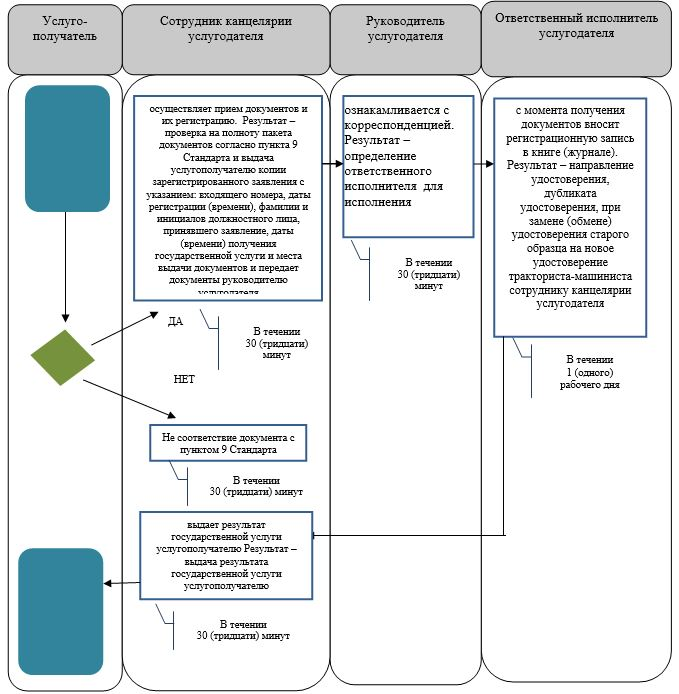 Услуго-
получатель
Сотрудник канцелярии
услугодателя
Руководитель
услугодателя
Ответственный исполнитель
услугодателя
осуществляет прием документов и
их регистрацию. Результат –
проверка на полноту пакета
документов согласно пункта 9
Стандарта и выдача
услугополучателю копии
зарегистрированного заявления с
указанием: входящего номера, даты
регистрации (времени), фамилии и
инициалов должностного лица,
принявшего заявление, даты
(времени) получения
государственной услуги и места
выдачи документов и передает
документы руководителю
услугодателя
ознакамливается с
корреспонденцией.
Результат –
определение
ответственного
исполнителя для
исполнения
с момента получения
документов вносит
регистрационную запись
в книге (журнале).
Результат – направление
удостоверения,
дубликата
удостоверения, при
замене (обмене)
удостоверения старого
образца на новое
удостоверение
тракториста-машиниста
сотруднику канцелярии
услугодателя
В течении
30 (тридцати)
минут
ДА
В течении
30 (тридцати)
минут
В течении
1 (одного)
рабочего дня
НЕТ
Не соответствие документа с
пунктом 9 Стандарта
В течении
30 (тридцати) минут
выдает результат
государственной услуги
услугополучателю Результат –
выдача результата
государственной услуги
услугополучателю
В течении
30 (тридцати) минут